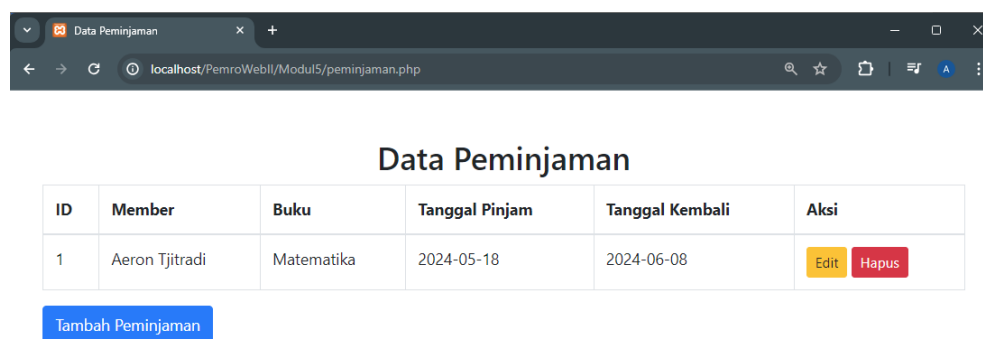 Data Peminjaman
localhost/PemroWebII/Modul5/peminjaman.php
A
Data Peminjaman
ID Member Buku Tanggal Pinjam Tanggal Kembali Aksi
1 Aeron Tjitradi Matematika 2024-05-18 2024-06-08 Edit Hapus
Tambah Peminjaman